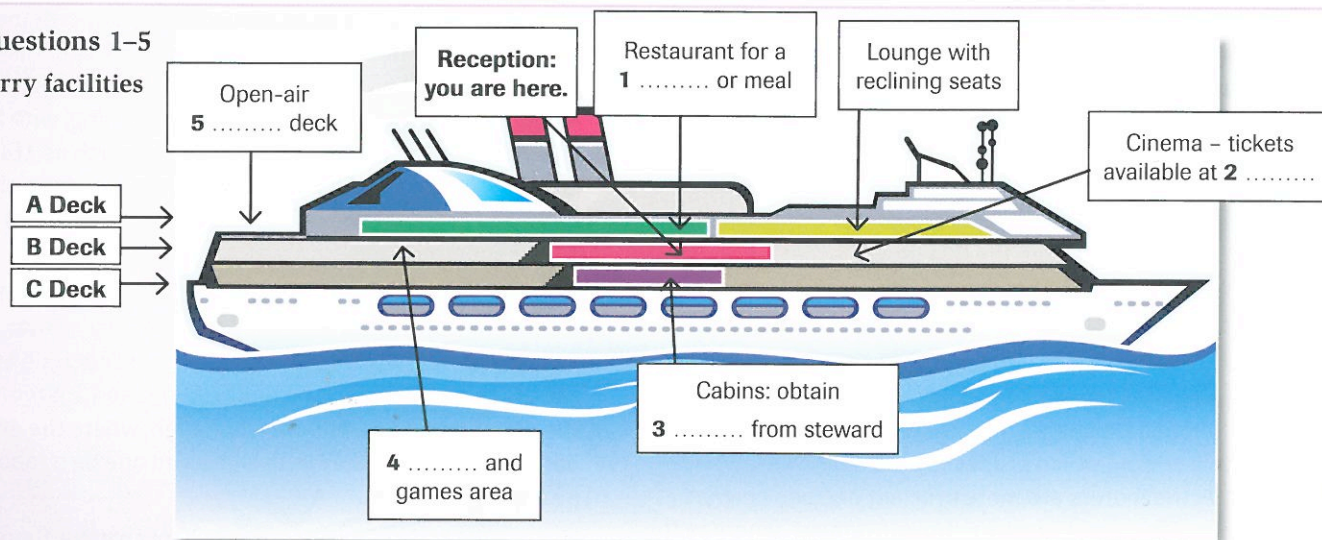 uestions 1–5
rry facilities
Open-air
5 ......... deck
Reception:
you are here.
Restaurant for a
1 ......... or meal
Lounge with
reclining seats
Cinema – tickets
available at 2 .........
A Deck
B Deck
C Deck
Cabins: obtain
3 ......... from steward
4 ......... and
games area